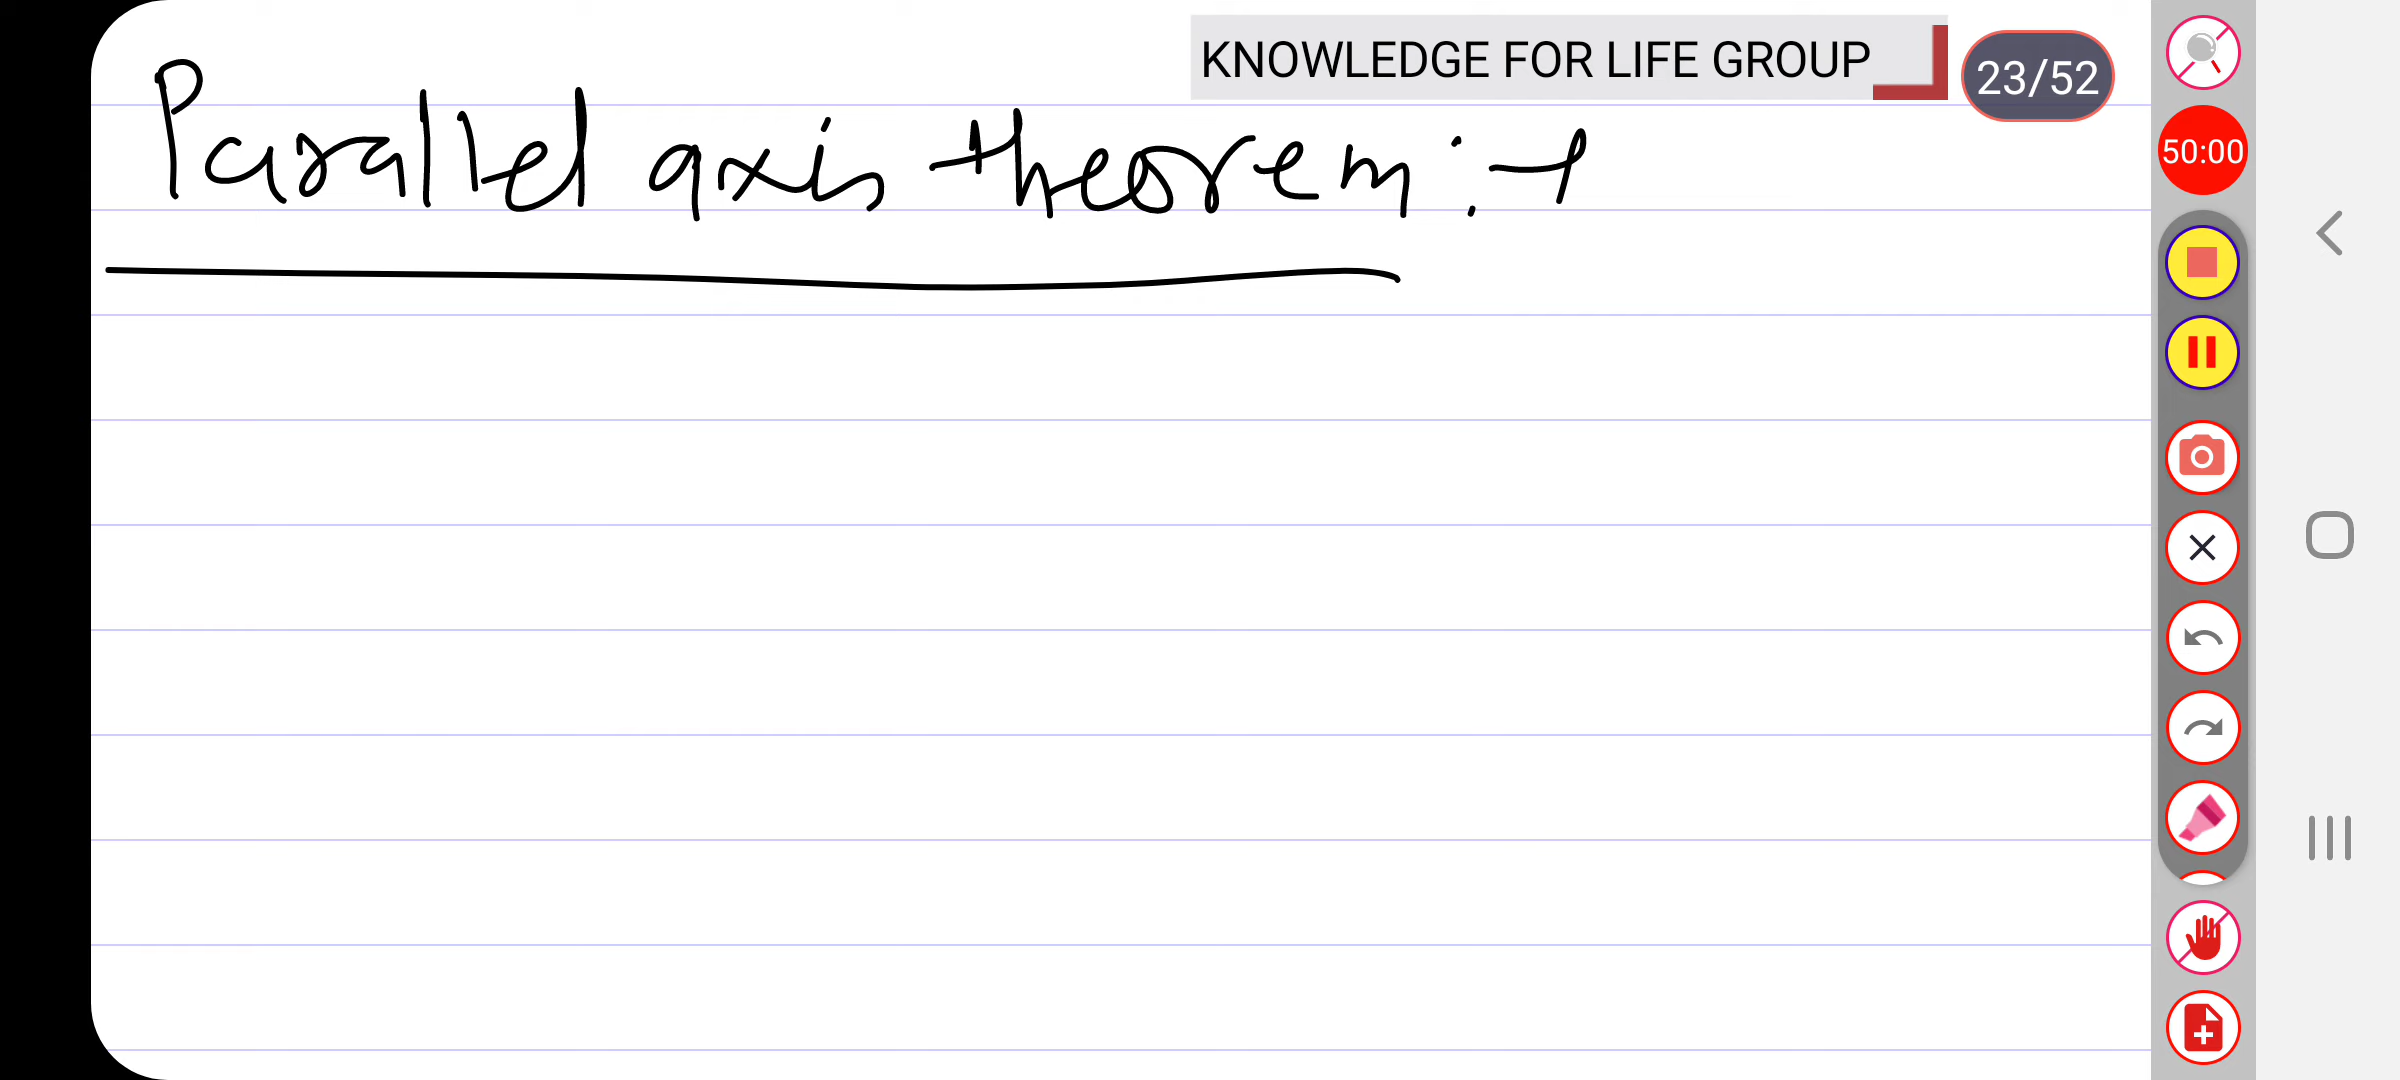 KNOWLEDGE FOR LIFE GROUP
23/52
50:00
Parallel axis theorem :-